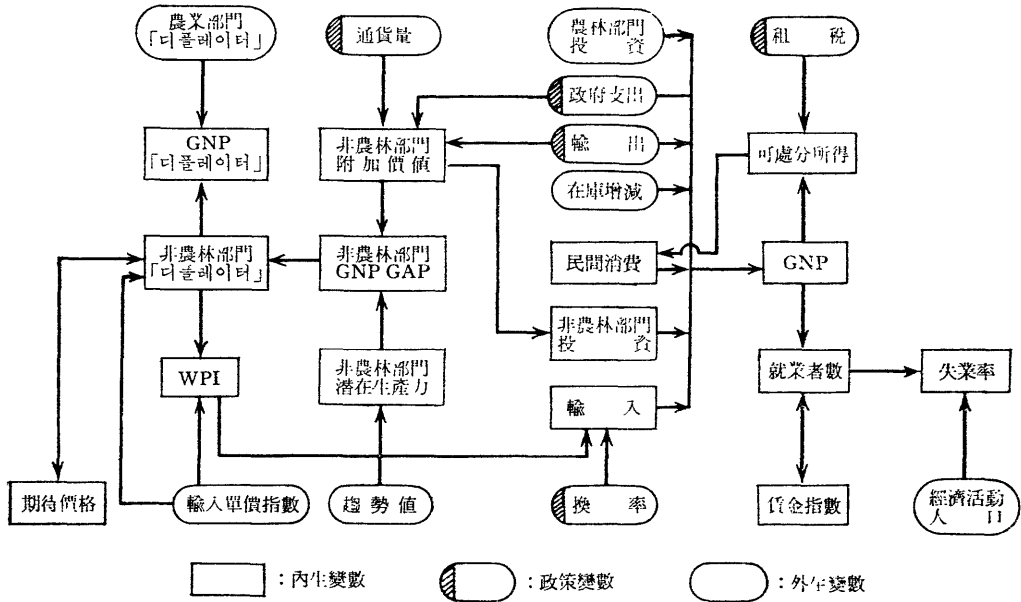 農業部門
「디플레이터」
通貨量
農林部門
投資
租稅
政府支出
GNP
「디플레이터」
非農林部門
附加價値
輸出
可處分所得
在庫增減
非農林部門
「디플레이터」
非農林部門
GNP GAP
民間消費
GNP
非農林部門
投資
WPI
非農林部門
潛在生產力
就業者數
失業率
輸入
期待價格
輸入單價指數
趨勢値
換率
賃金指數
經濟活動
人口
：內生變數
：政策變數
：外生變數